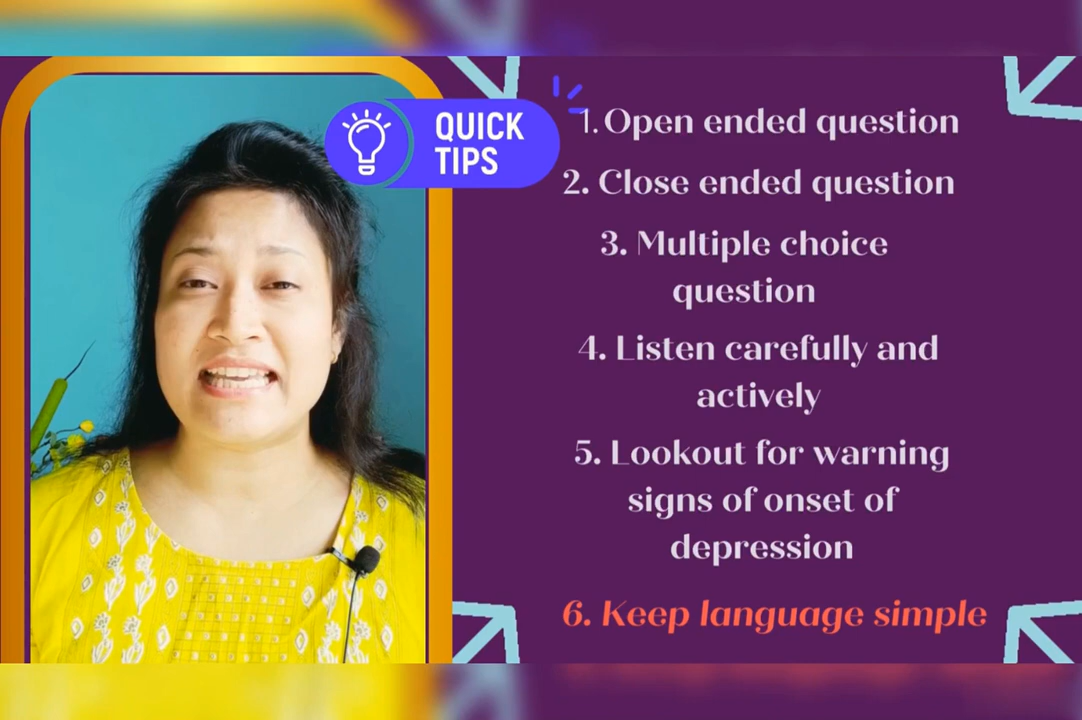 QUICK
TIPS
1. Open ended question
2. Close ended question
3. Multiple choice
question
4. Listen carefully and
actively
5. Lookout for warning
signs of onset of
depression
6. Keep language simple